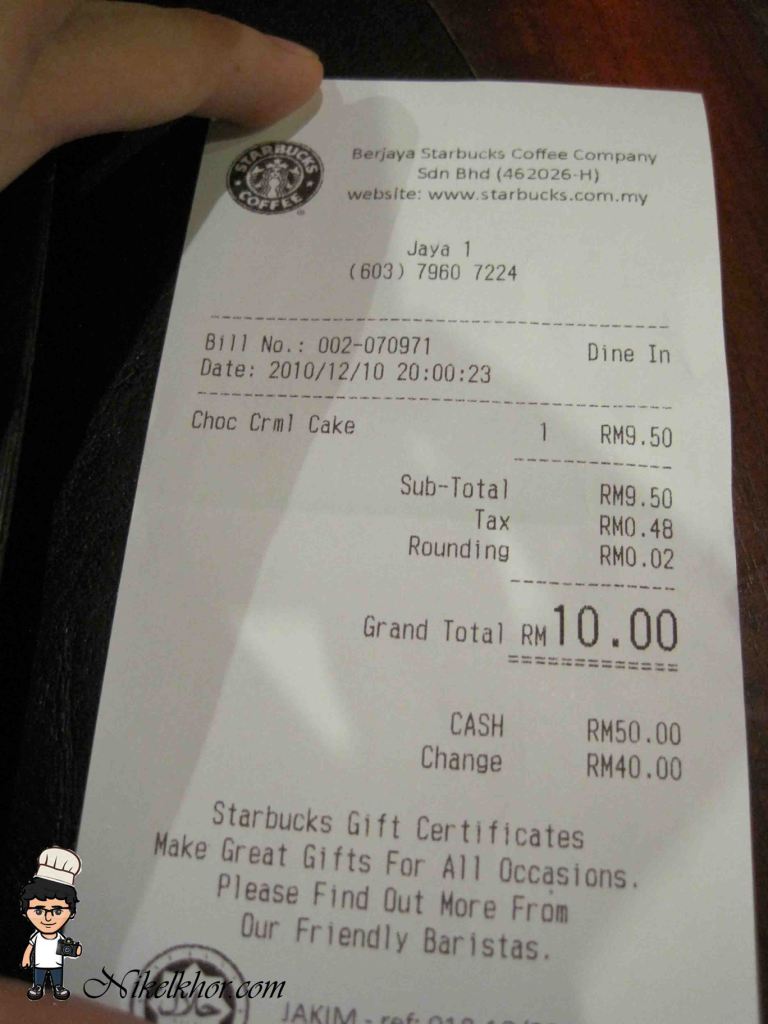 STARBUCKS
COFFEE
Berjaya Starbucks Coffee Company
Sdn Bhd (462026-H)
website: www.starbucks.com.my
Jaya 1
(603) 7960 7224
Bill No.: 002-070971 Dine In
Date: 2010/12/10 20:00:23
Choc Crml Cake 1 RM9.50
Sub-Total RM9.50
Tax RM0.48
Rounding RM0.02
Grand Total RM10.00
CASH RM50.00
Change RM40.00
Starbucks Gift Certificates
Make Great Gifts For All Occasions.
Please Find Out More From
Our Friendly Baristas.
JAKIM - ref:
Nikelkhor.com